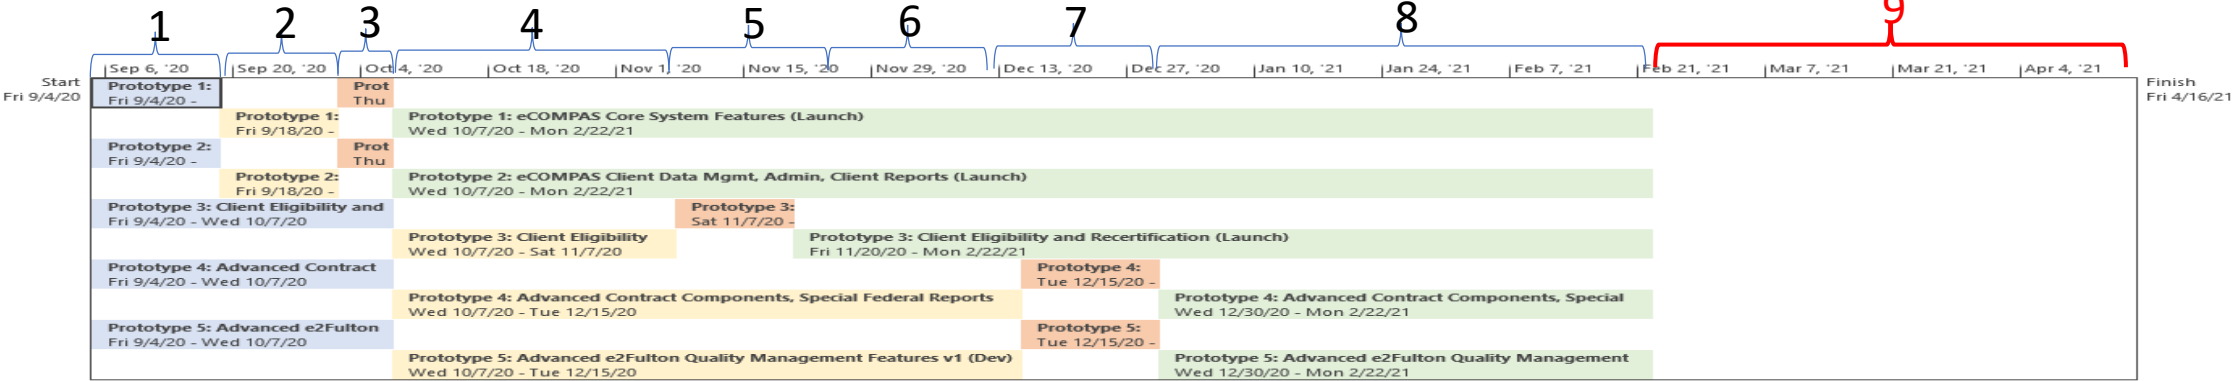 1 2 3 4 5 6 7 8 9
Sep 6, '20 Sep 20, '20 Oct 4, '20 Oct 18, '20 Nov 1, '20 Nov 15, '20 Nov 29, '20 Dec 13, '20 Dec 27, '20 Jan 10, '21 Jan 24, '21 Feb 7, '21 Feb 21, '21 Mar 7, '21 Mar 21, '21 Apr 4, '21
Start
Fri 9/4/20
Finish
Fri 4/16/21
Prototype 1: Prot
Fri 9/4/20 - Thu
Prototype 1: Prototype 1: eCOMPAS Core System Features (Launch)
Fri 9/18/20 - Wed 10/7/20 - Mon 2/22/21
Prototype 2: Prot
Fri 9/4/20 - Thu
Prototype 2: Prototype 2: eCOMPAS Client Data Mgmt, Admin, Client Reports (Launch)
Fri 9/18/20 - Wed 10/7/20 - Mon 2/22/21
Prototype 3: Client Eligibility and Prototype 3:
Fri 9/4/20 - Wed 10/7/20 Sat 11/7/20 -
Prototype 3: Client Eligibility Prototype 3: Client Eligibility and Recertification (Launch)
Wed 10/7/20 - Sat 11/7/20 Fri 11/20/20 - Mon 2/22/21
Prototype 4: Advanced Contract Prototype 4:
Fri 9/4/20 - Wed 10/7/20 Tue 12/15/20 -
Prototype 4: Advanced Contract Components, Special Federal Reports Prototype 4: Advanced Contract Components, Special
Wed 10/7/20 - Tue 12/15/20 Wed 12/30/20 - Mon 2/22/21
Prototype 5: Advanced e2Fulton Prototype 5:
Fri 9/4/20 - Wed 10/7/20 Tue 12/15/20 -
Prototype 5: Advanced e2Fulton Quality Management Features v1 (Dev) Prototype 5: Advanced e2Fulton Quality Management
Wed 10/7/20 - Tue 12/15/20 Wed 12/30/20 - Mon 2/22/21